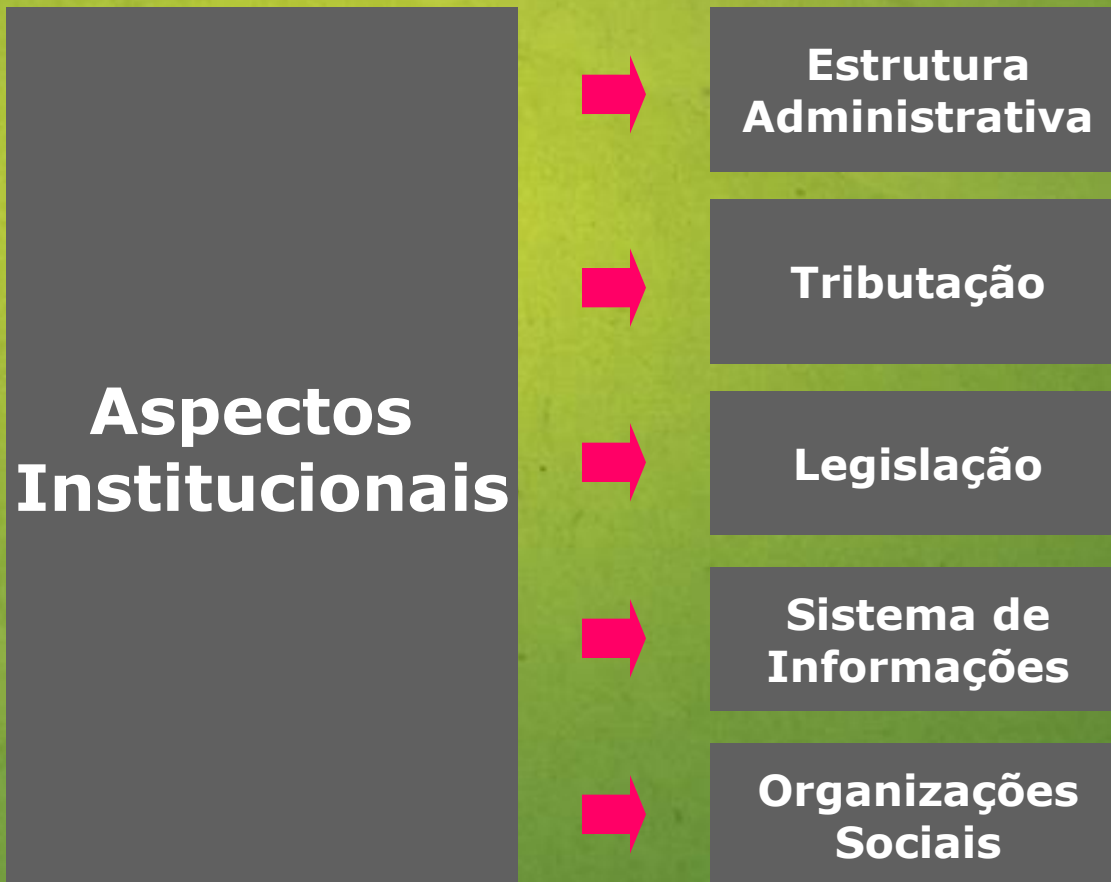 Aspectos
Institucionais
Estrutura
Administrativa
Tributação
Legislação
Sistema de
Informações
Organizações
Sociais